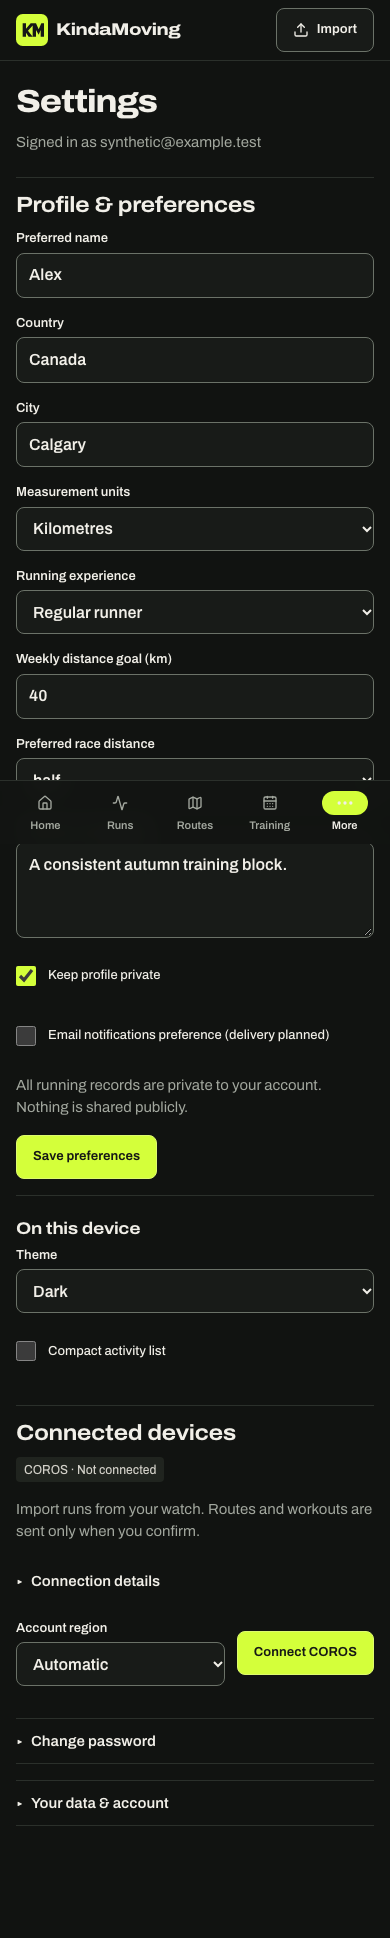 KM KindaMoving
Import
Settings
Signed in as synthetic@example.test
Profile & preferences
Preferred name
Alex
Country
Canada
City
Calgary
Measurement units
Kilometres
Running experience
Regular runner
Weekly distance goal (km)
40
Preferred race distance
half
Home Runs Routes Training More
A consistent autumn training block.
Keep profile private
Email notifications preference (delivery planned)
All running records are private to your account.
Nothing is shared publicly.
Save preferences
On this device
Theme
Dark
Compact activity list
Connected devices
COROS · Not connected
Import runs from your watch. Routes and workouts are
sent only when you confirm.
Connection details
Account region
Automatic
Connect COROS
Change password
Your data & account